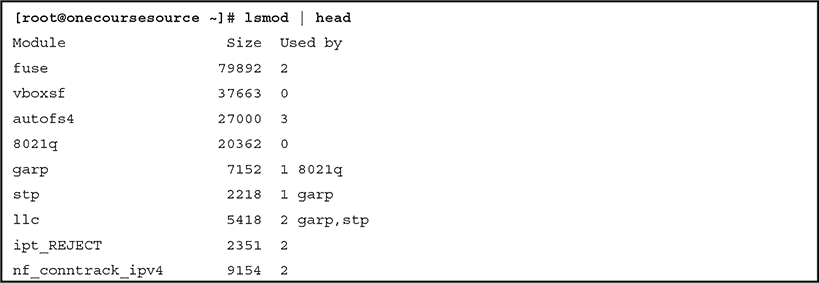 [root@onecoursesource ~]# lsmod | head
Module Size Used by
fuse 79892 2
vboxsf 37663 0
autofs4 27000 3
8021q 20362 0
garp 7152 1 8021q
stp 2218 1 garp
llc 5418 2 garp,stp
ipt_REJECT 2351 2
nf_conntrack_ipv4 9154 2